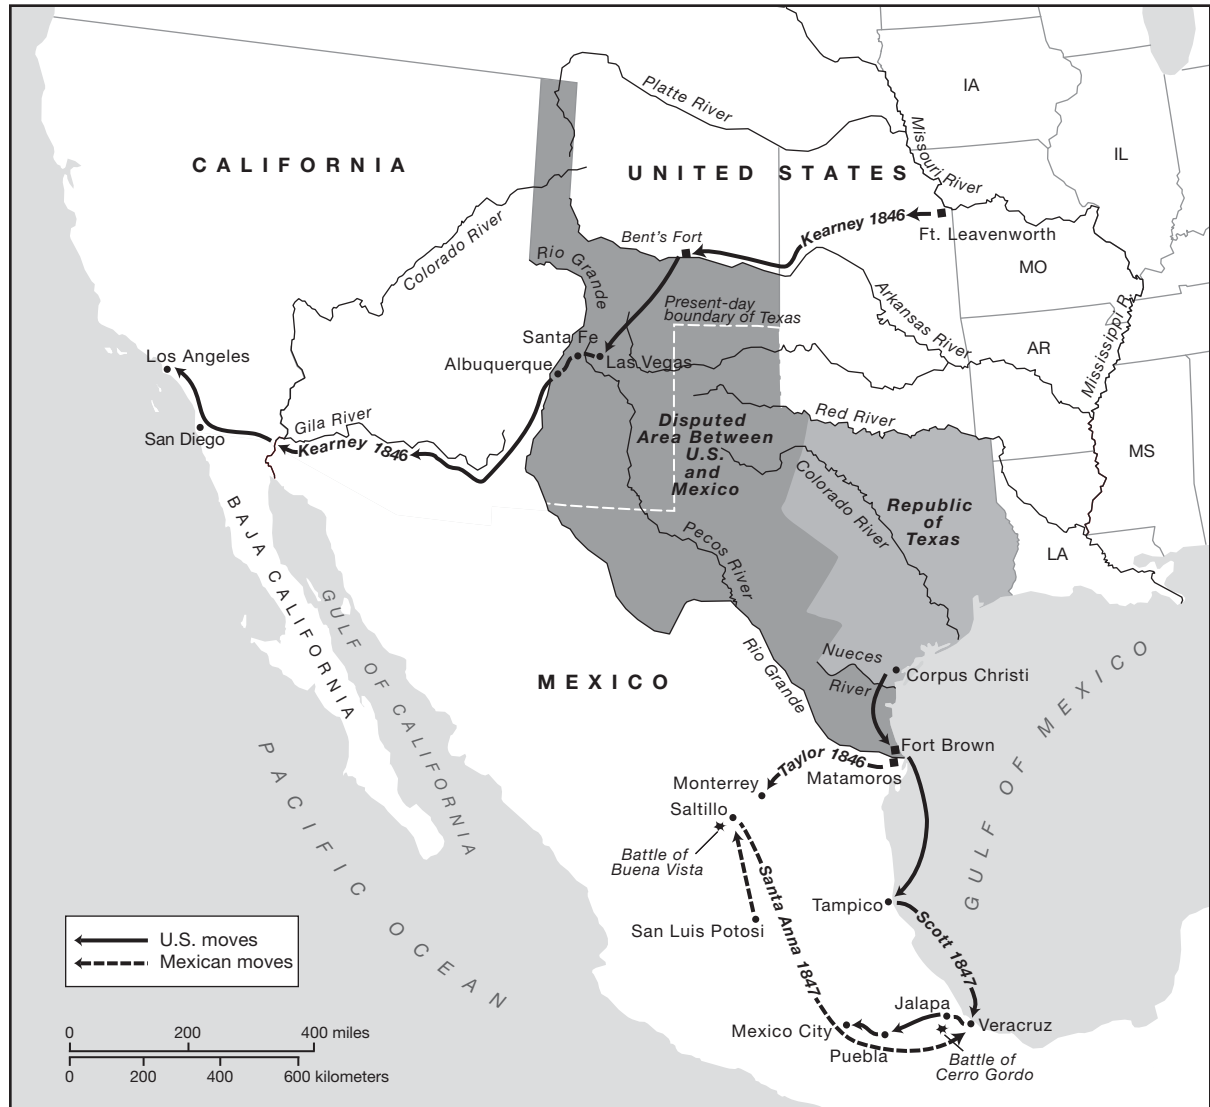 IA
Platte River
Missouri River
IL
CALIFORNIA
UNITED STATES
Kearney 1846
Ft. Leavenworth
Colorado River
Bent's Fort
Rio Grande
MO
Arkansas River
Present-day
boundary of Texas
Mississippi R.
Santa Fe
Las Vegas
Albuquerque
AR
Los Angeles
San Diego
Gila River
Kearney 1846
Red River
Disputed
Area Between
U.S.
and
Mexico
MS
Colorado River
Republic
of
Texas
BAJA CALIFORNIA
Pecos River
LA
GULF OF CALIFORNIA
MEXICO
Rio Grande
Nueces
River
Corpus Christi
GULF OF MEXICO
Fort Brown
Taylor 1846
Matamoros
Monterrey
Saltillo
PACIFIC OCEAN
Battle of
Buena Vista
Santa Anna 1847
San Luis Potosi
Tampico
Scott 1847
U.S. moves
Mexican moves
Jalapa
Veracruz
Mexico City
Puebla
Battle of
Cerro Gordo
0 200 400 miles
0 200 400 600 kilometers